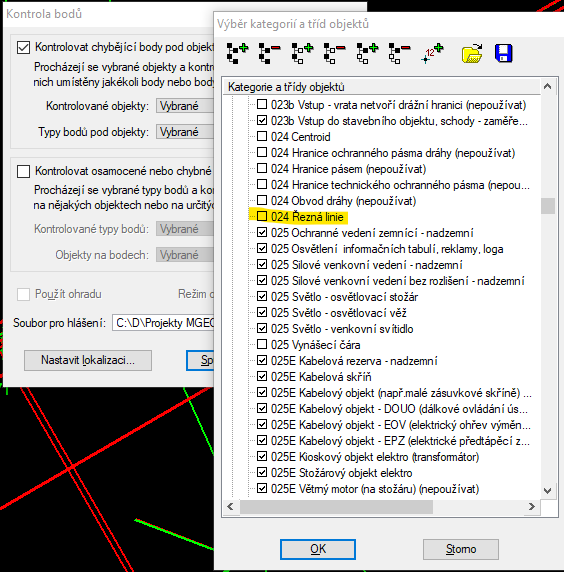 Kontrola bodů
Kontrolovat chybějící body pod objekt
Procházejí se vybrané objekty a kontro
nich umístěny jakékoli body nebo body
Kontrolované objekty: Vybrané
Typy bodů pod objekty: Vybrané
Kontrolovat osamocené nebo chybné
Procházejí se vybrané typy bodů a kon
na nějakých objektech nebo na určitýc
Kontrolované typy bodů: Vybrané
Objekty na bodech: Vybrané
Použít ohradu Režim o
Soubor pro hlášení: C:\D\Projekty MGEO
Nastavit lokalizaci... Sp
Výběr kategorií a tříd objektů
12
Kategorie a třídy objektů
023b Vstup - vrata netvoří drážní hranici (nepoužívat)
023b Vstup do stavebního objektu, schody - zaměře...
024 Centroid
024 Hranice ochranného pásma dráhy (nepoužívat)
024 Hranice pásem (nepoužívat)
024 Hranice technického ochranného pásma (nepou...
024 Obvod dráhy (nepoužívat)
024 Řezná linie
025 Ochranné vedení zemnící - nadzemní
025 Osvětlení informačních tabulí, reklamy, loga
025 Silové venkovní vedení - nadzemní
025 Silové venkovní vedení bez rozlišení - nadzemní
025 Světlo - osvětlovací stožár
025 Světlo - osvětlovací věž
025 Světlo - venkovní svítidlo
025 Vynášecí čára
025E Kabelová rezerva - nadzemní
025E Kabelová skříň
025E Kabelový objekt (např.malé zásuvkové skříně) ...
025E Kabelový objekt - DOUO (dálkové ovládání ús...
025E Kabelový objekt - EOV (elektrický ohřev výměn...
025E Kabelový objekt - EPZ (elektrické předtápěcí z...
025E Kioskový objekt elektro (transformátor)
025E Stožárový objekt elektro
025E Větrný motor (na stožáru) (nepoužívat)
OK Storno